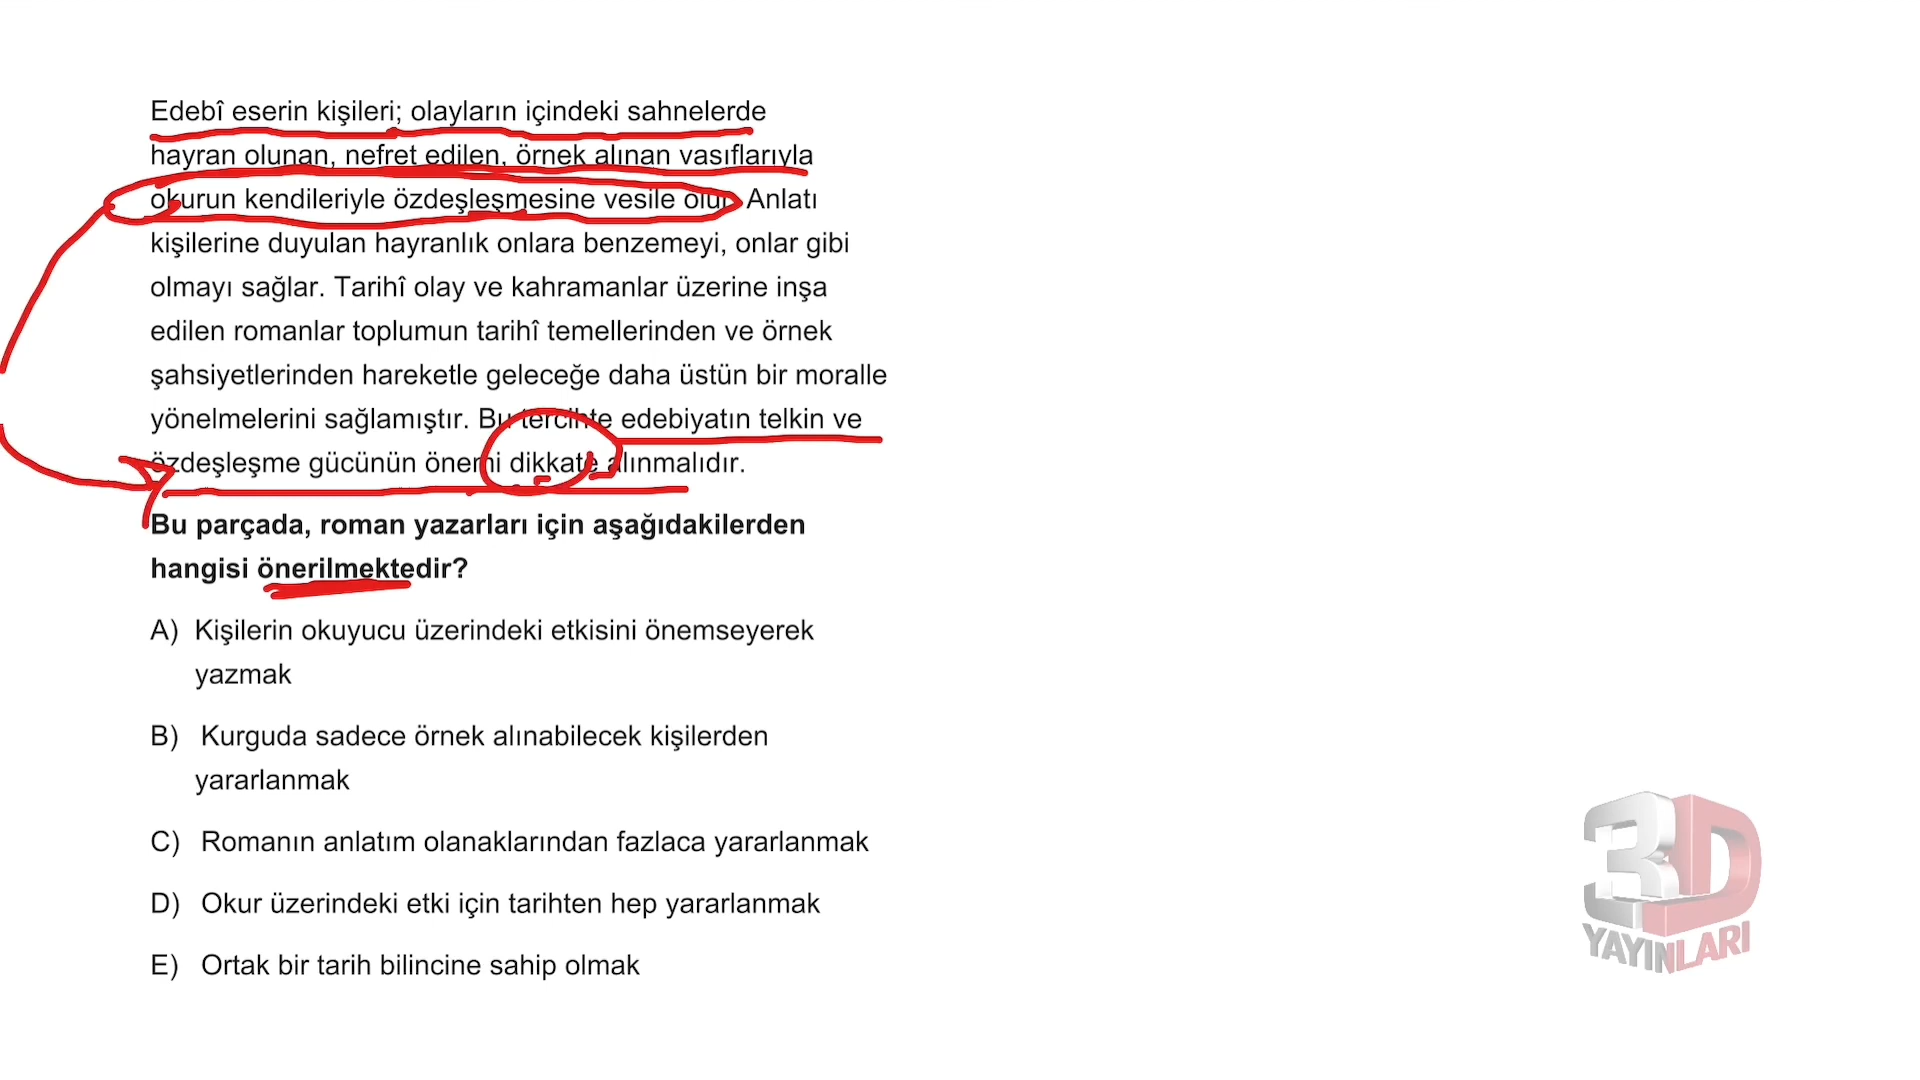 Edebî eserin kişileri; olayların içindeki sahnelerde
hayran olunan, nefret edilen, örnek alınan vasıflarıyla
okurun kendileriyle özdeşleşmesine vesile olur. Anlatı
kişilerine duyulan hayranlık onlara benzemeyi, onlar gibi
olmayı sağlar. Tarihî olay ve kahramanlar üzerine inşa
edilen romanlar toplumun tarihî temellerinden ve örnek
şahsiyetlerinden hareketle geleceğe daha üstün bir moralle
yönelmelerini sağlamıştır. Bu tercihte edebiyatın telkin ve
özdeşleşme gücünün önemi dikkate alınmalıdır.
Bu parçada, roman yazarları için aşağıdakilerden
hangisi önerilmektedir?
A) Kişilerin okuyucu üzerindeki etkisini önemseyerek
yazmak
B) Kurguda sadece örnek alınabilecek kişilerden
yararlanmak
C) Romanın anlatım olanaklarından fazlaca yararlanmak
D) Okur üzerindeki etki için tarihten hep yararlanmak
E) Ortak bir tarih bilincine sahip olmak
3D
YAYINLARI